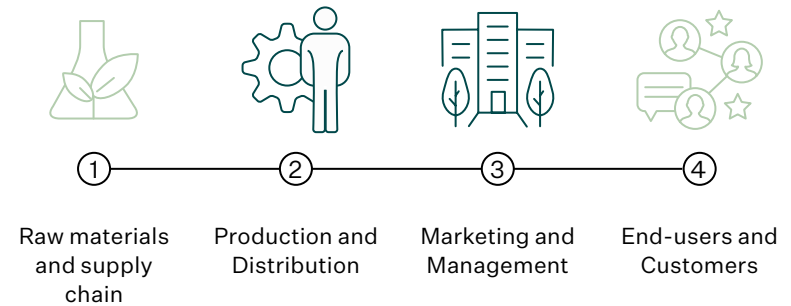 1
2
3
4
Raw materials
and supply
chain
Production and
Distribution
Marketing and
Management
End-users and
Customers